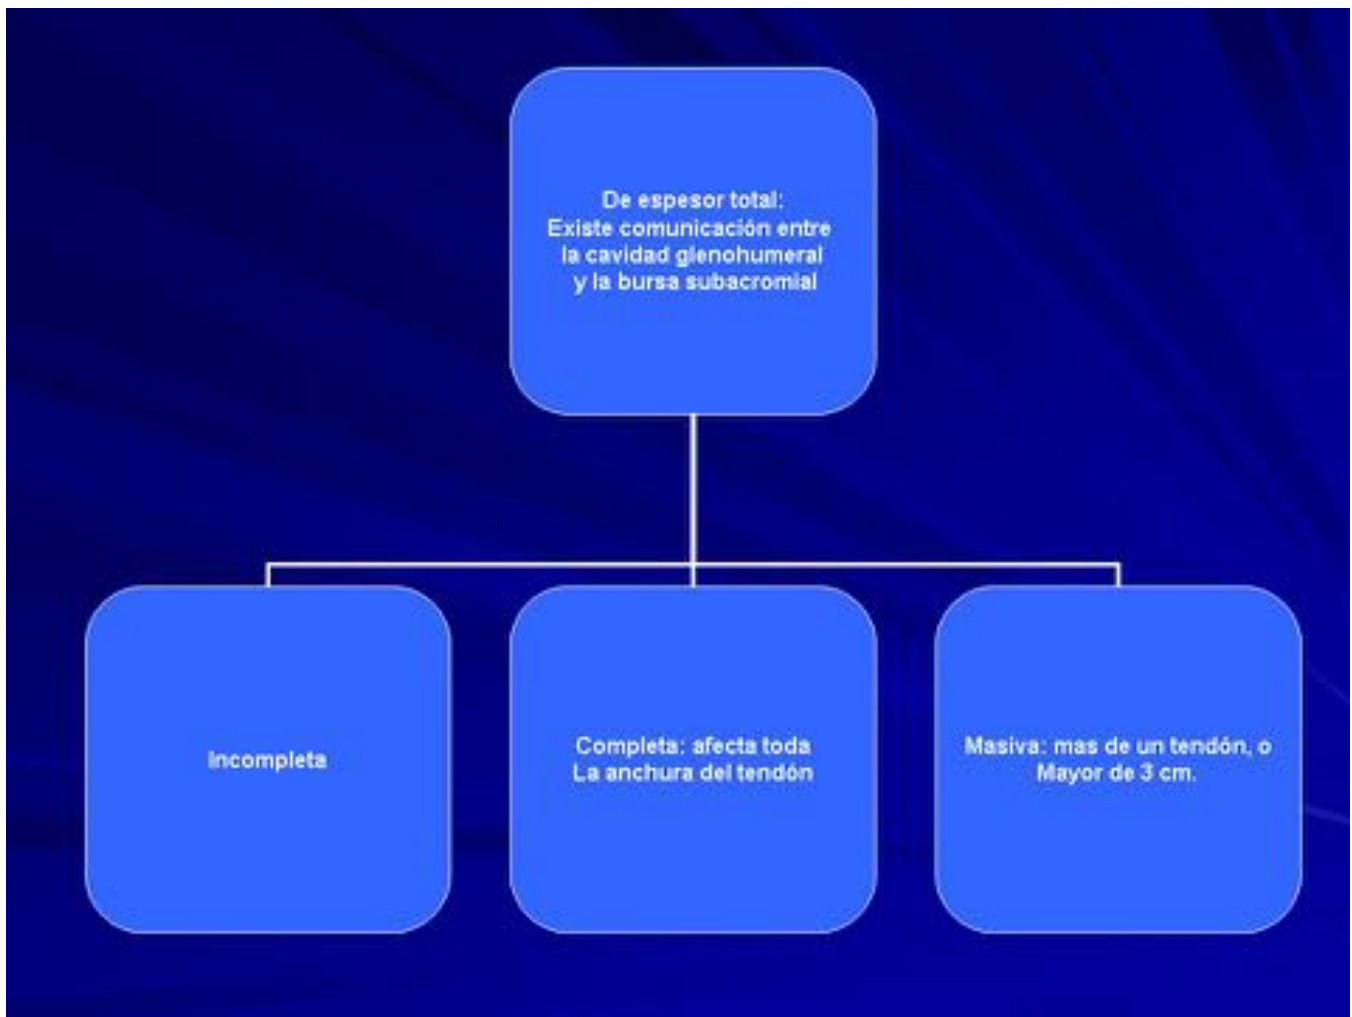 De espesor total:
Existe comunicación entre
la cavidad glenohumeral
y la bursa subacromial
Incompleta
Completa: afecta toda
La anchura del tendón
Masiva: mas de un tendón, o
Mayor de 3 cm.